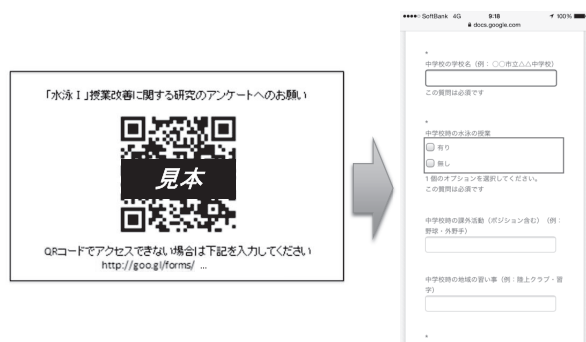 「水泳Ⅰ」授業改善に関する研究のアンケートへのお願い
見本
QRコードでアクセスできない場合は下記を入力してください
http://goo.gl/forms/ ...
SoftBank 4G 9:18 100%
docs.google.com
*
中学校の学校名（例：〇〇市立△△中学校）
この質問は必須です
*
中学校時の水泳の授業
有り
無し
1 個のオプションを選択してください。
この質問は必須です
中学校時の課外活動（ポジション含む）（例：
野球・外野手）
中学校時の地域の習い事（例：陸上クラブ・習
字）
*